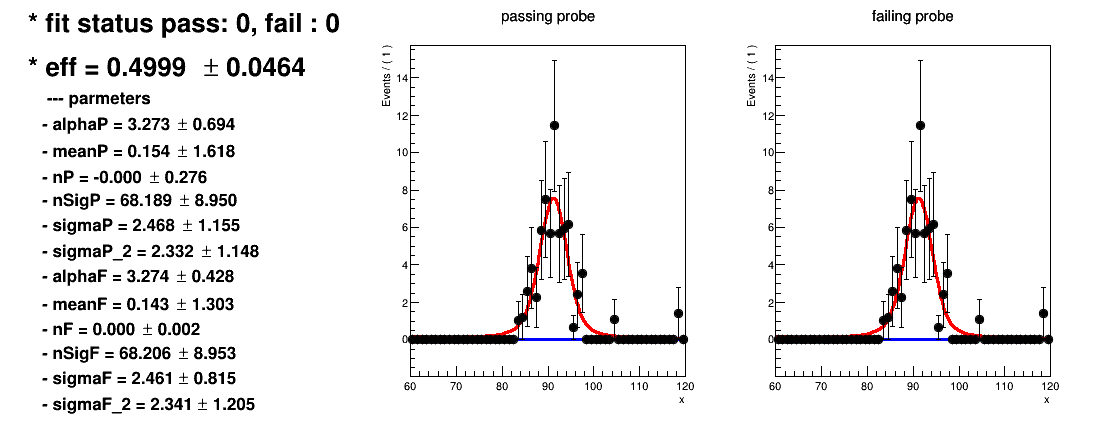 * fit status pass: 0, fail : 0
* eff = 0.4999 ± 0.0464
--- parmeters
- alphaP = 3.273 ± 0.694
- meanP = 0.154 ± 1.618
- nP = -0.000 ± 0.276
- nSigP = 68.189 ± 8.950
- sigmaP = 2.468 ± 1.155
- sigmaP_2 = 2.332 ± 1.148
- alphaF = 3.274 ± 0.428
- meanF = 0.143 ± 1.303
- nF = 0.000 ± 0.002
- nSigF = 68.206 ± 8.953
- sigmaF = 2.461 ± 0.815
- sigmaF_2 = 2.341 ± 1.205
passing probe
Events / ( 1 )
14
12
10
8
6
4
2
0
60 70 80 90 100 110 120
x
failing probe
Events / ( 1 )
14
12
10
8
6
4
2
0
60 70 80 90 100 110 120
x